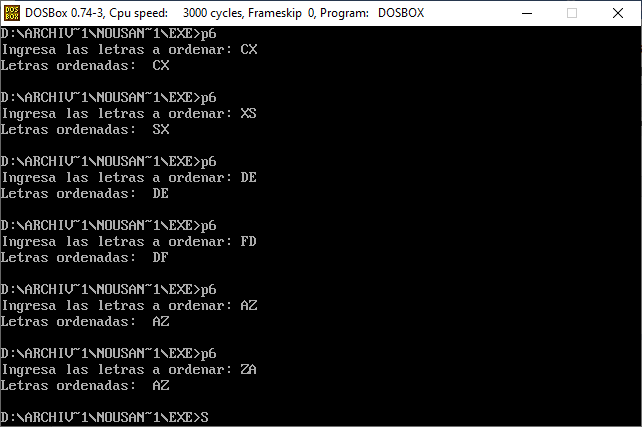 DOS
BOX
DOSBox 0.74-3, Cpu speed: 3000 cycles, Frameskip 0, Program: DOSBOX
D:\ARCHIV~1\NOUSAN~1\EXE>p6
Ingresa las letras a ordenar: CX
Letras ordenadas: CX
D:\ARCHIV~1\NOUSAN~1\EXE>p6
Ingresa las letras a ordenar: XS
Letras ordenadas: SX
D:\ARCHIV~1\NOUSAN~1\EXE>p6
Ingresa las letras a ordenar: DE
Letras ordenadas: DE
D:\ARCHIV~1\NOUSAN~1\EXE>p6
Ingresa las letras a ordenar: FD
Letras ordenadas: DF
D:\ARCHIV~1\NOUSAN~1\EXE>p6
Ingresa las letras a ordenar: AZ
Letras ordenadas: AZ
D:\ARCHIV~1\NOUSAN~1\EXE>p6
Ingresa las letras a ordenar: ZA
Letras ordenadas: AZ
D:\ARCHIV~1\NOUSAN~1\EXE>S